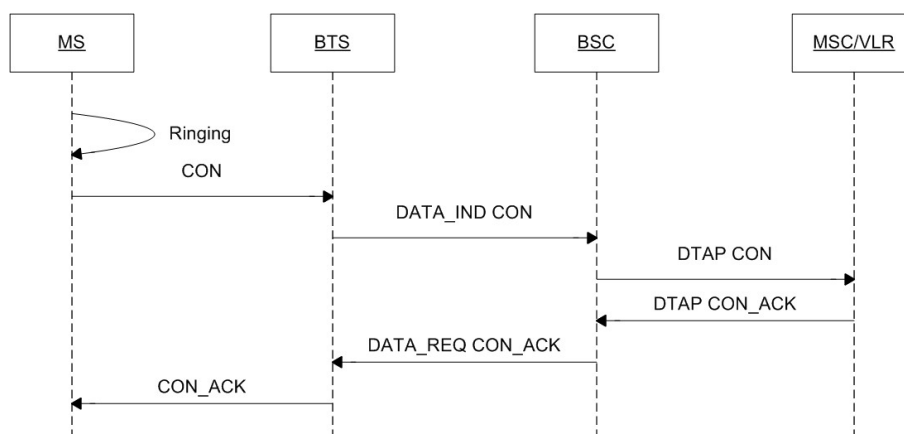 MS
BTS
BSC
MSC/VLR
Ringing
CON
DATA_IND CON
DTAP CON
DTAP CON_ACK
DATA_REQ CON_ACK
CON_ACK